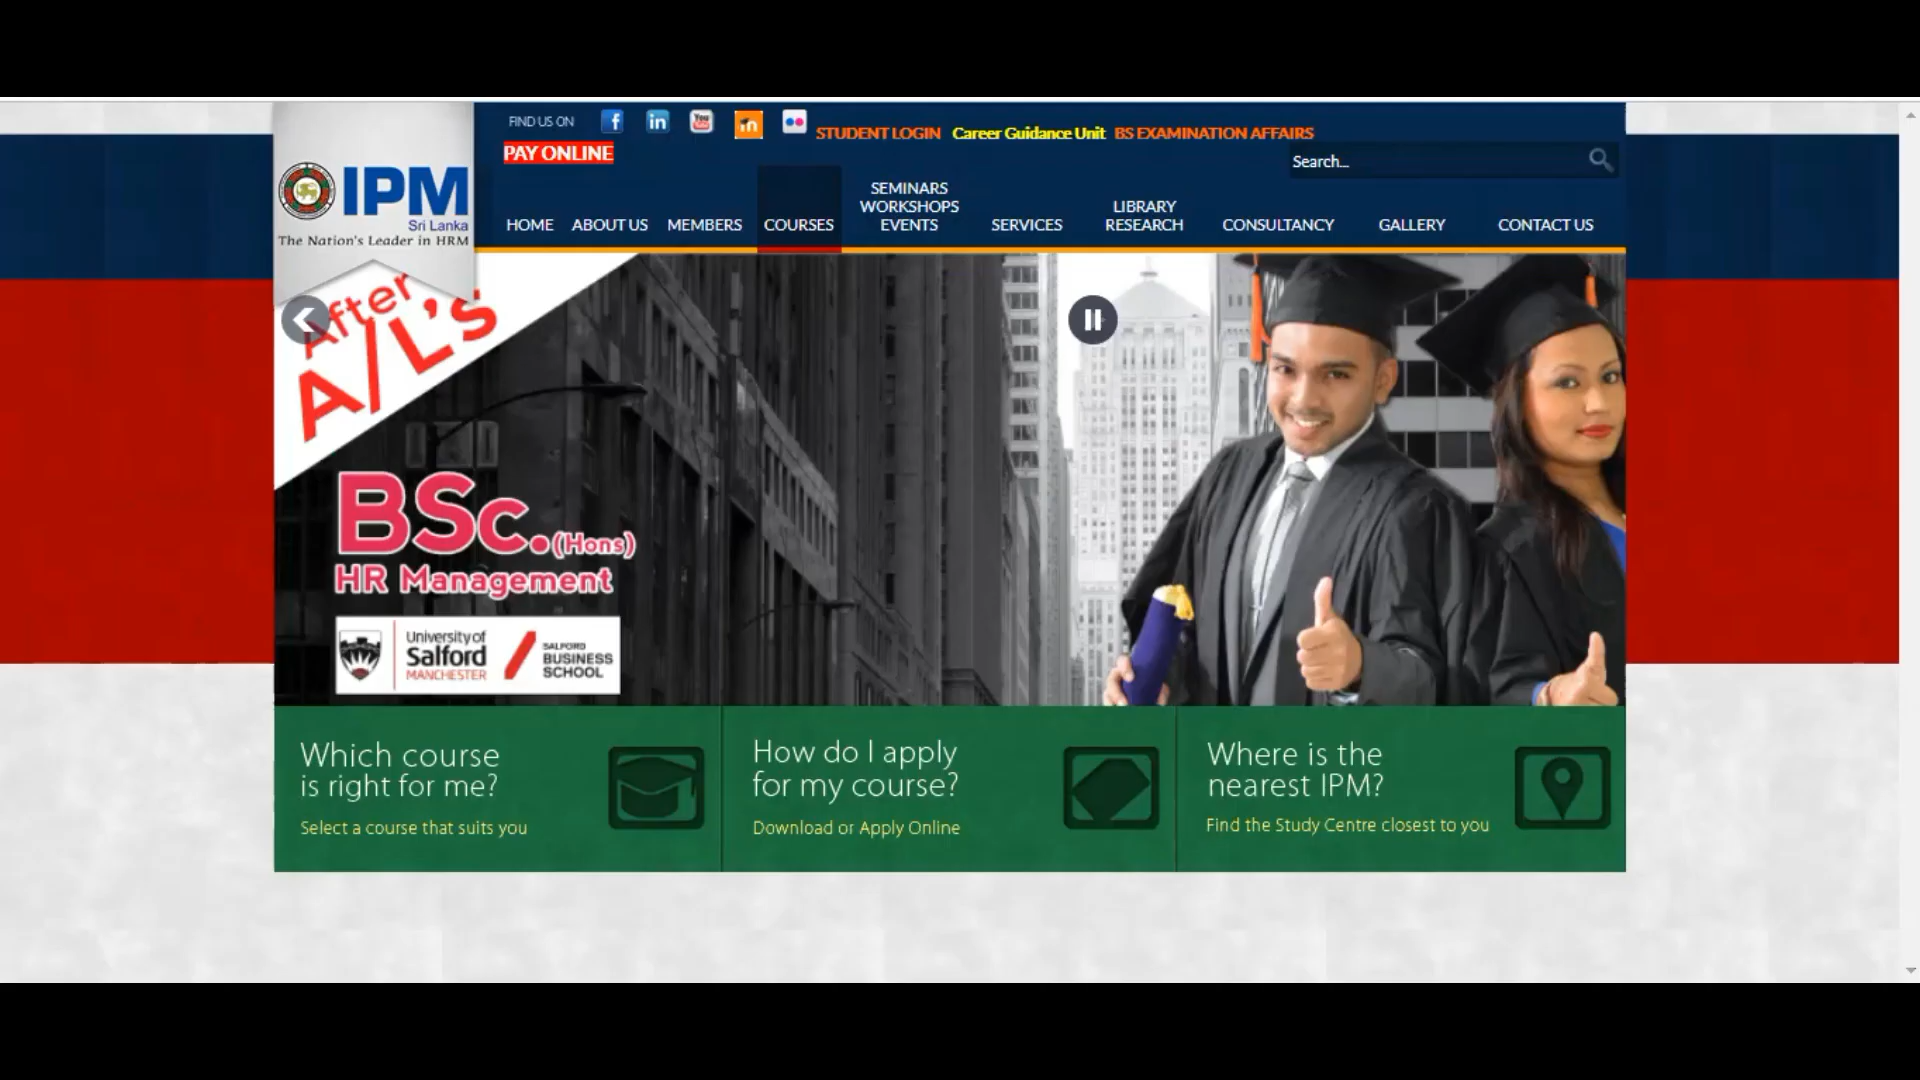 FIND US ON
STUDENT LOGIN Career Guidance Unit BS EXAMINATION AFFAIRS
PAY ONLINE
Search...
IPM
Sri Lanka
The Nation's Leader in HRM
HOME
ABOUT US
MEMBERS
COURSES
SEMINARS
WORKSHOPS
EVENTS
SERVICES
LIBRARY
RESEARCH
CONSULTANCY
GALLERY
CONTACT US
After
A/L's
BSc.(Hons)
HR Management
University of
Salford
MANCHESTER
SALFORD
BUSINESS
SCHOOL
Which course
is right for me?
Select a course that suits you
How do I apply
for my course?
Download or Apply Online
Where is the
nearest IPM?
Find the Study Centre closest to you